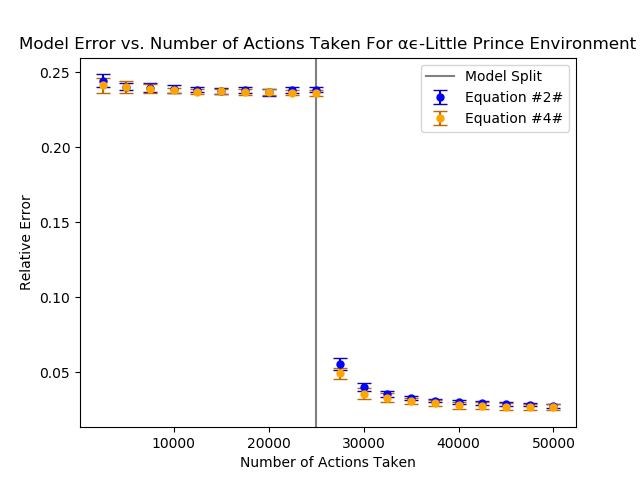 Model Error vs. Number of Actions Taken For αϵ-Little Prince Environment
Model Split
Equation #2#
Equation #4#
Relative Error
0.25
0.20
0.15
0.10
0.05
10000 20000 30000 40000 50000
Number of Actions Taken